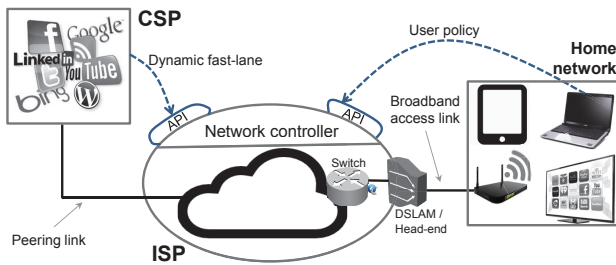 CSP
Google
Linked in
YouTube
bing
Dynamic fast-lane
User policy
Home
network
API
API
Network controller
Broadband
access link
Switch
DSLAM /
Head-end
Peering link
ISP